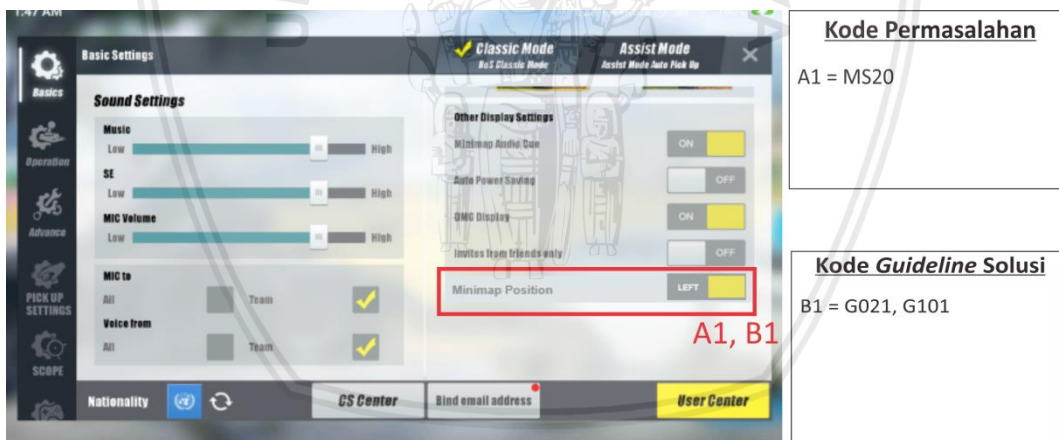 1:47 AM
Basic Settings
Classic Mode
RoS Classic Mode
Assist Mode
Assist Mode Auto Pick Up
Basics
Operation
Advance
PICK UP
SETTINGS
SCOPE
Sound Settings
Music
Low
High
SE
Low
High
MIC Volume
Low
High
MIC to
All
Team
Voice from
All
Team
Other Display Settings
Minimap Audio Cue
ON
Auto Power Saving
OFF
DMG Display
ON
Invites from friends only
OFF
Minimap Position
LEFT
A1, B1
Nationality
CS Center
Bind email address
User Center
Kode Permasalahan
A1 = MS20
Kode Guideline Solusi
B1 = G021, G101